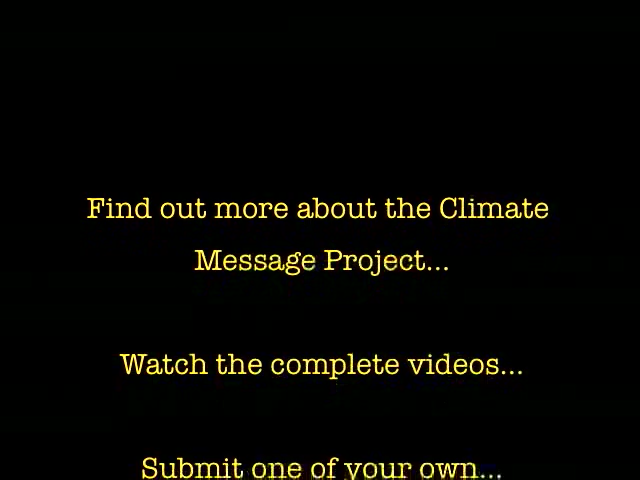 Find out more about the Climate
Message Project...
Watch the complete videos...
Submit one of your own...